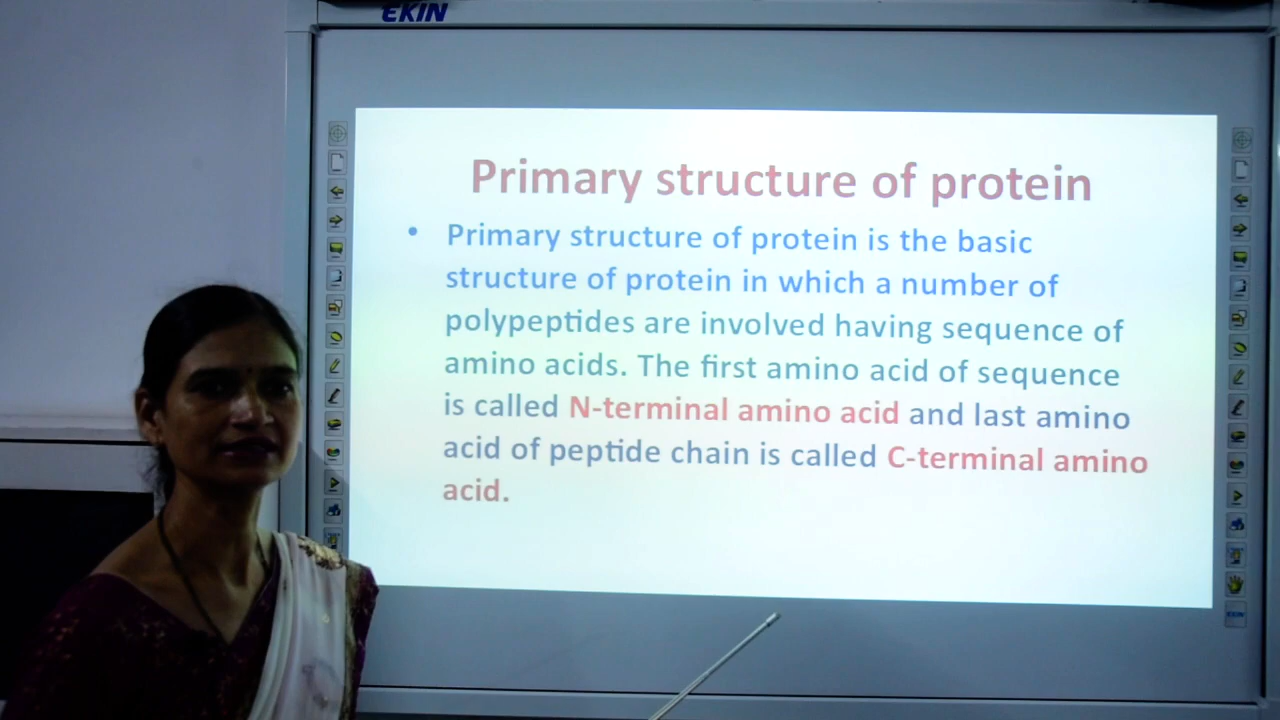 EKIN
Primary structure of protein
• Primary structure of protein is the basic
structure of protein in which a number of
polypeptides are involved having sequence of
amino acids. The first amino acid of sequence
is called N-terminal amino acid and last amino
acid of peptide chain is called C-terminal amino
acid.
EKIN